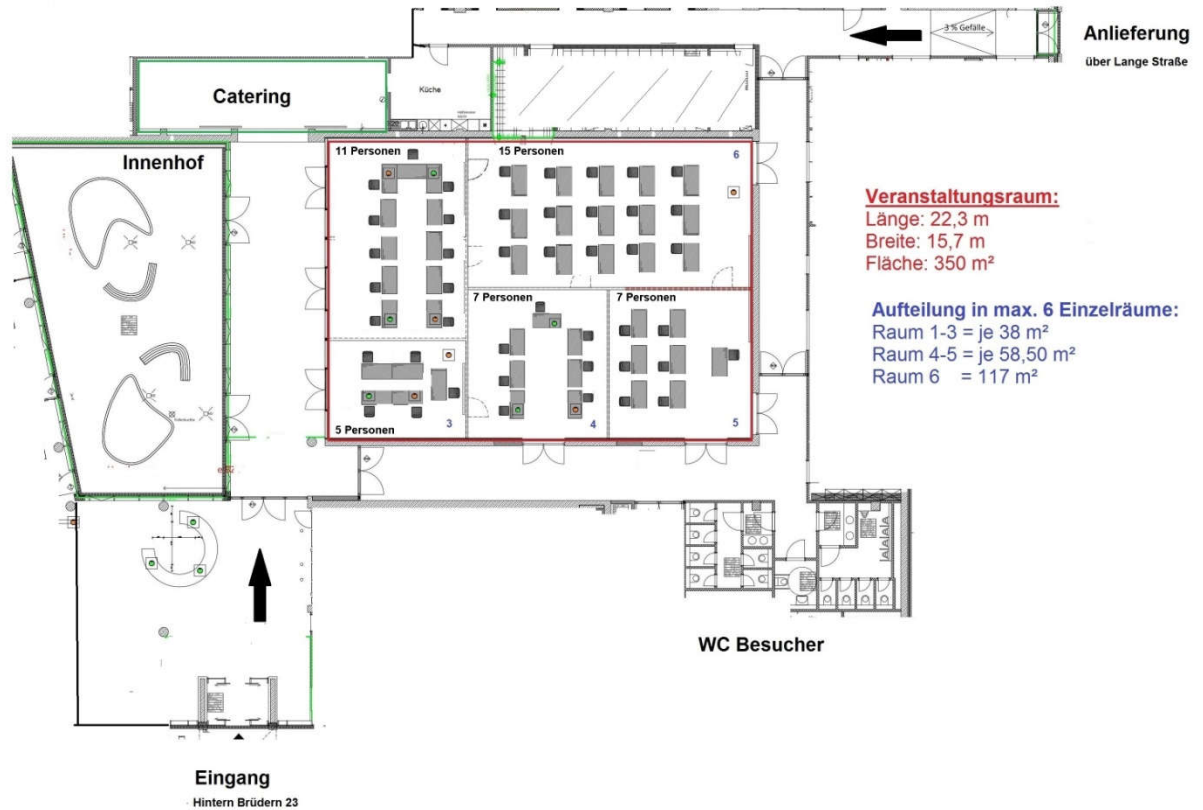 3 % Gefälle
Anlieferung
über Lange Straße
Catering
Küche
Innenhof
11 Personen
15 Personen
6
Veranstaltungsraum:
Länge: 22,3 m
Breite: 15,7 m
Fläche: 350 m²
7 Personen
7 Personen
Aufteilung in max. 6 Einzelräume:
Raum 1-3 = je 38 m²
Raum 4-5 = je 58,50 m²
Raum 6 = 117 m²
5 Personen
3
4
5
WC Besucher
Eingang
Hintern Brüdern 23